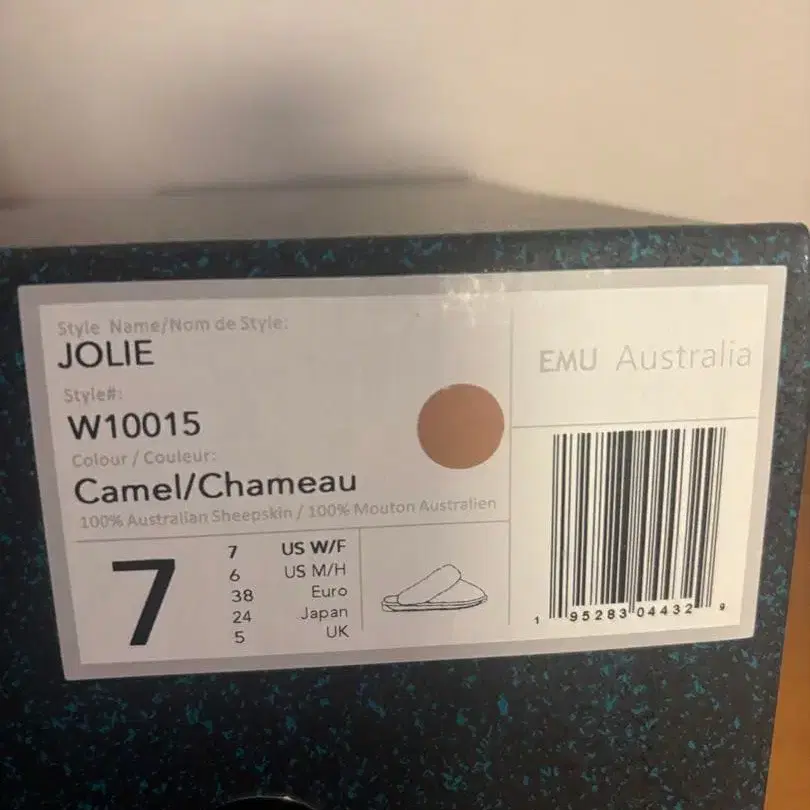 Style Name/Nom de Style:
JOLIE
Style#:
W10015
Colour / Couleur:
Camel/Chameau
100% Australian Sheepskin / 100% Mouton Australien
7
7 US W/F
6 US M/H
38 Euro
24 Japan
5 UK
EMU Australia
1 95283 04432 9